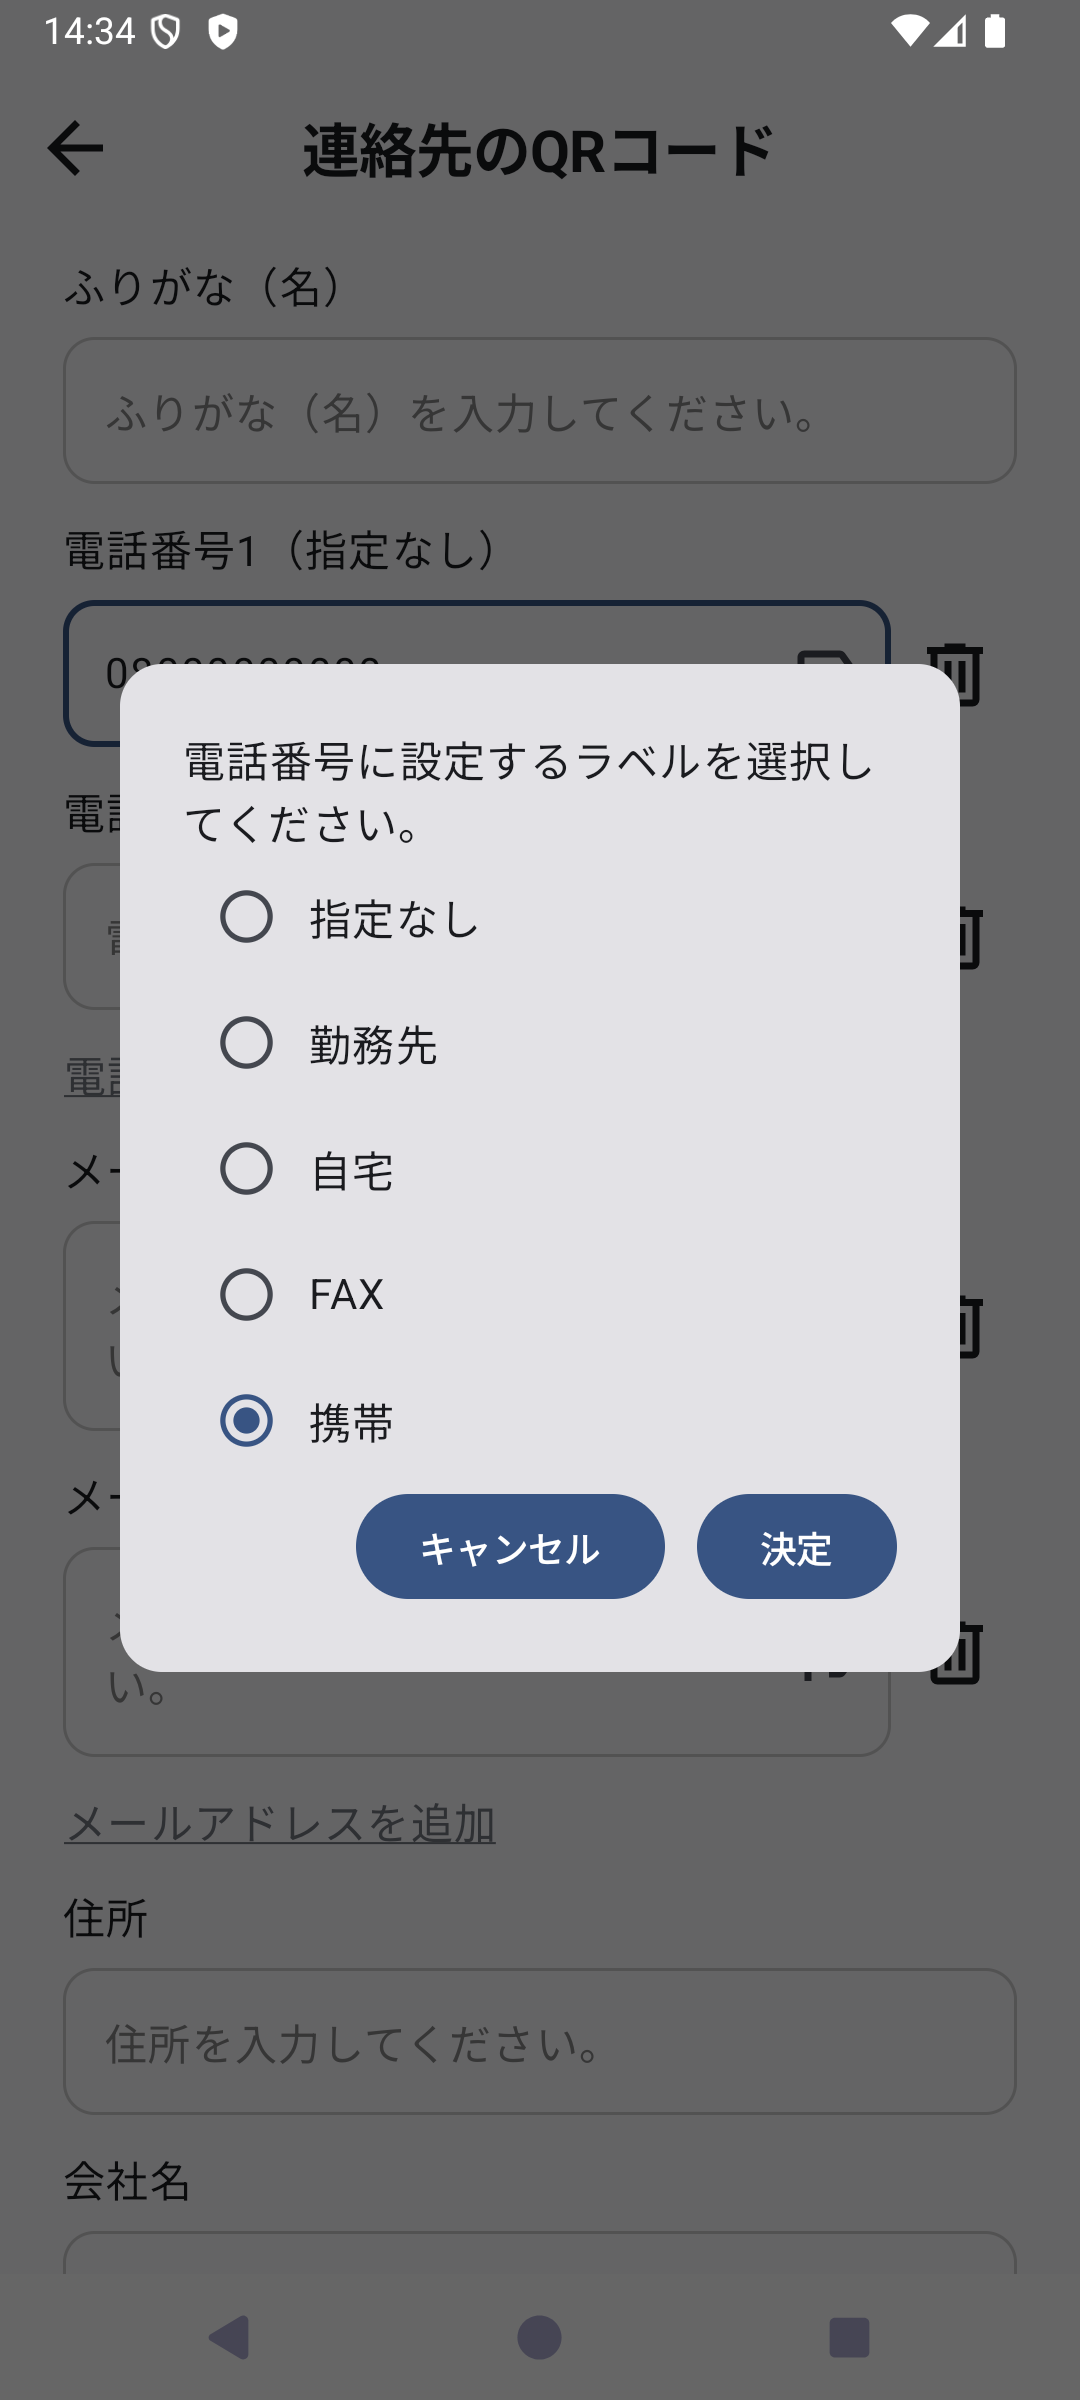 14:34
連絡先のQRコード
ふりがな（名）
ふりがな（名）を入力してください。
電話番号1（指定なし）
電話番号に設定するラベルを選択し
てください。
指定なし
勤務先
自宅
FAX
携帯
キャンセル
決定
い。
メールアドレスを追加
住所
住所を入力してください。
会社名